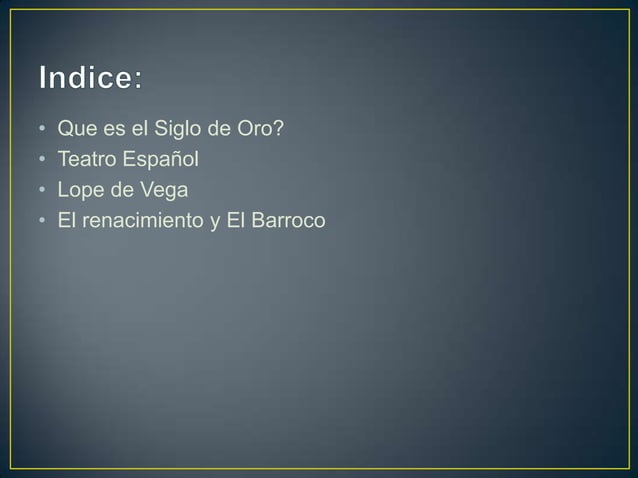 Indice:
• Que es el Siglo de Oro?
• Teatro Español
• Lope de Vega
• El renacimiento y El Barroco